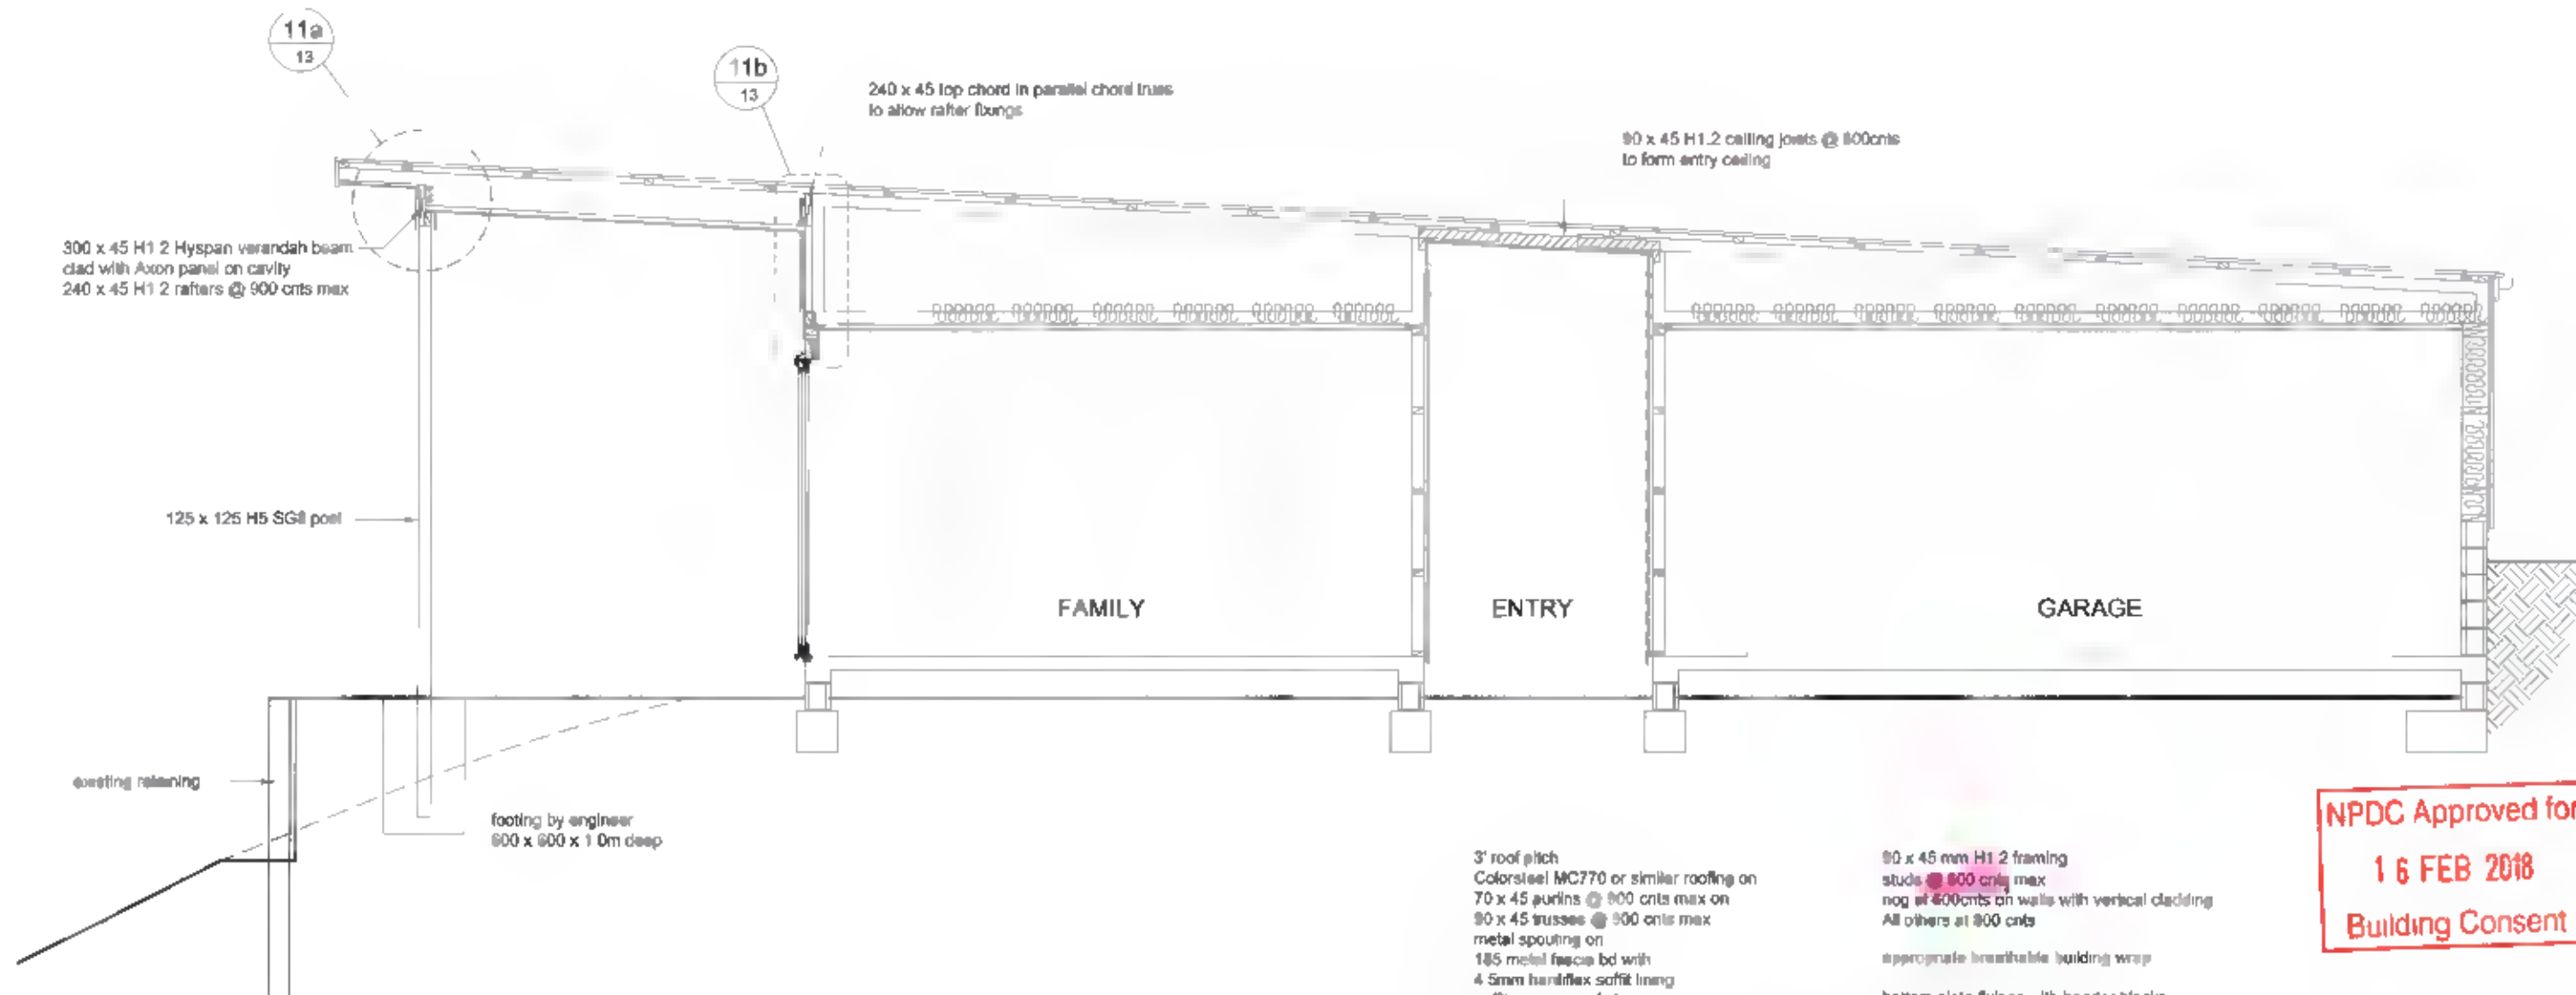 11a
13
11b
13
240 x 45 top chord in parallel chord truss
to allow rafter fixings
90 x 45 H1.2 ceiling joists @ 800cnts
to form entry ceiling
300 x 45 H1 2 Hyspan verandah beam
clad with Axon panel on cavity
240 x 45 H1 2 rafters @ 900 cnts max
125 x 125 H5 SG8 post
FAMILY
ENTRY
GARAGE
existing retaining
footing by engineer
600 x 600 x 1 0m deep
3° roof pitch
Colorsteel MC770 or similar roofing on
70 x 45 purlins @ 900 cnts max on
90 x 45 trusses @ 900 cnts max
metal spouting on
185 metal fascia bd with
4 5mm hardiflex soffit lining
90 x 45 mm H1 2 framing
studs @ 600 cnts max
nog at 600cnts on walls with vertical cladding
All others at 800 cnts
appropriate breathable building wrap
NPDC Approved for
16 FEB 2018
Building Consent